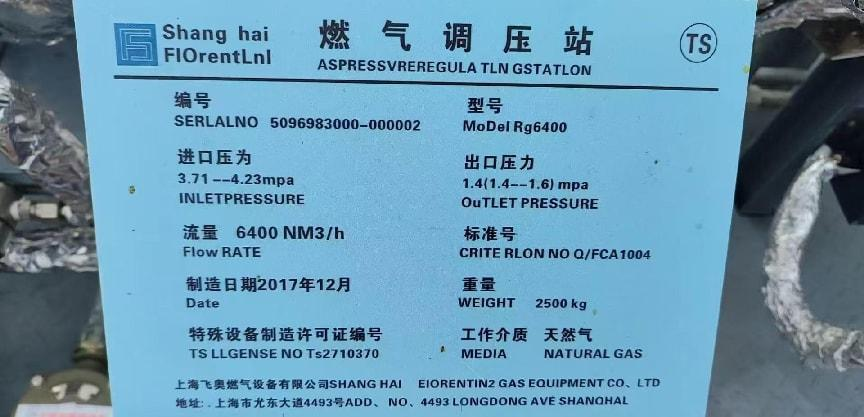 Shang hai
FlOrentLnl
燃气调压站
ASPRESSVREREGULA TLN GSTATLON
TS
编号
SERLALNO 5096983000-000002
型号
MoDel Rg6400
进口压为
3.71--4.23mpa
INLETPRESSURE
出口压力
1.4(1.4--1.6) mpa
OuTLET PRESSURE
流量 6400 NM3/h
Flow RATE
标准号
CRITE RLON NO Q/FCA1004
制造日期2017年12月
Date
重量
WEIGHT 2500 kg
特殊设备制造许可证编号
TS LLGENSE NO Ts2710370
工作介质 天然气
MEDIA NATURAL GAS
上海飞奥燃气设备有限公司SHANG HAI EIORENTIN2 GAS EQUIPMENT CO、LTD
地址: . 上海市尤东大道4493号ADD、NO、4493 LONGDONG AVE SHANQHAL